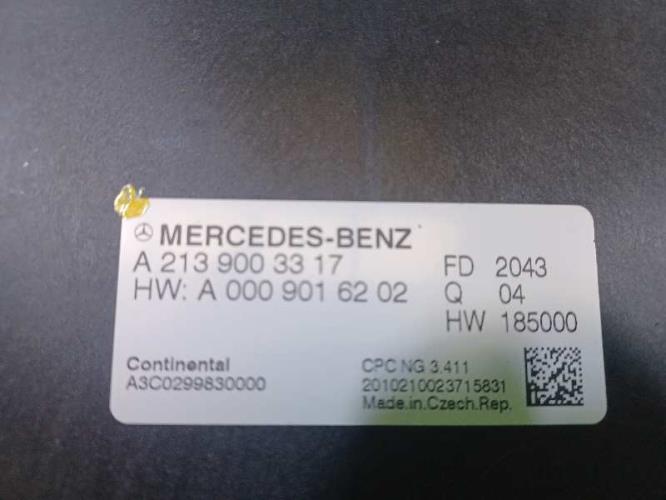 MERCEDES-BENZ
A 213 900 33 17 FD 2043
HW: A 000 901 62 02 Q 04
HW 185000
Continental CPC NG 3.411
A3C0299830000 2010210023715831
Made.in.Czech.Rep.